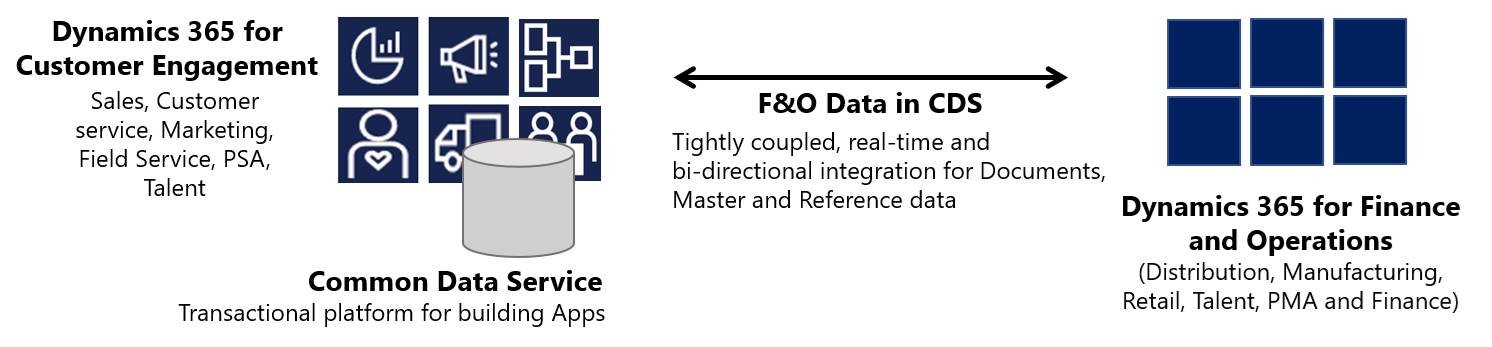 Dynamics 365 for
Customer Engagement
Sales, Customer
service, Marketing,
Field Service, PSA,
Talent
Common Data Service
Transactional platform for building Apps
F&O Data in CDS
Tightly coupled, real-time and
bi-directional integration for Documents,
Master and Reference data
Dynamics 365 for Finance
and Operations
(Distribution, Manufacturing,
Retail, Talent, PMA and Finance)